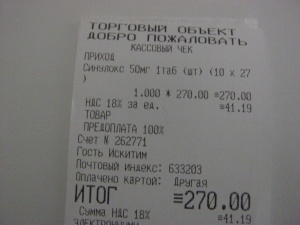 ТОРГОВЫЙ ОБЪЕКТ
ДОБРО ПОЖАЛОВАТЬ
КАССОВЫЙ ЧЕК
ПРИХОД
Синулокс 50мг 1таб (шт) (10 x 27
)
1.000 * 270.00 =270.00
НДС 18% за ед. =41.19
ТОВАР
ПРЕДОПЛАТА 100%
Счет N 262771
Гость Искитим
Почтовый индекс: 633203
Оплачено картой: Другая
ИТОГ =270.00
Сумма НДС 18% =41.19